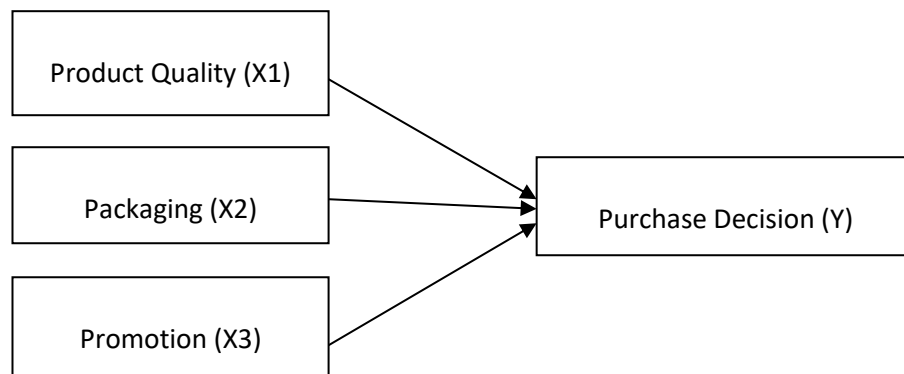 Product Quality (X1)
Packaging (X2)
Purchase Decision (Y)
Promotion (X3)